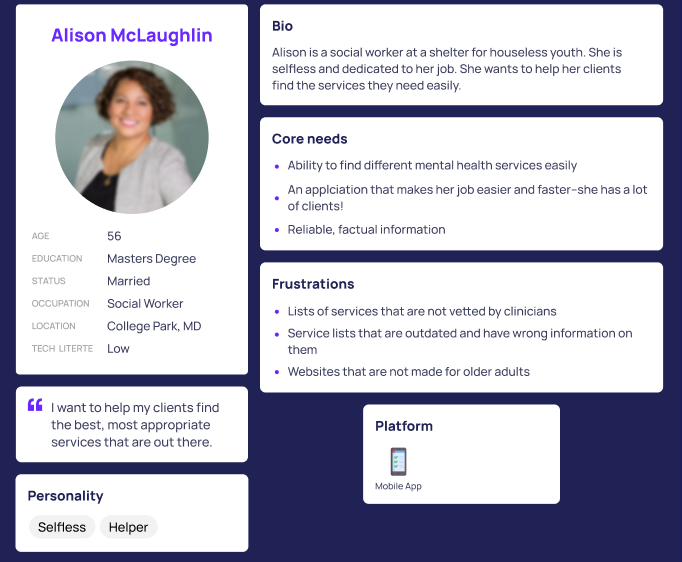 Alison McLaughlin
AGE 56
EDUCATION Masters Degree
STATUS Married
OCCUPATION Social Worker
LOCATION College Park, MD
TECH LITERTE Low
I want to help my clients find
the best, most appropriate
services that are out there.
Personality
Selfless Helper
Bio
Alison is a social worker at a shelter for houseless youth. She is
selfless and dedicated to her job. She wants to help her clients
find the services they need easily.
Core needs
• Ability to find different mental health services easily
• An applciation that makes her job easier and faster–she has a lot
of clients!
• Reliable, factual information
Frustrations
• Lists of services that are not vetted by clinicians
• Service lists that are outdated and have wrong information on
them
• Websites that are not made for older adults
Platform
Mobile App